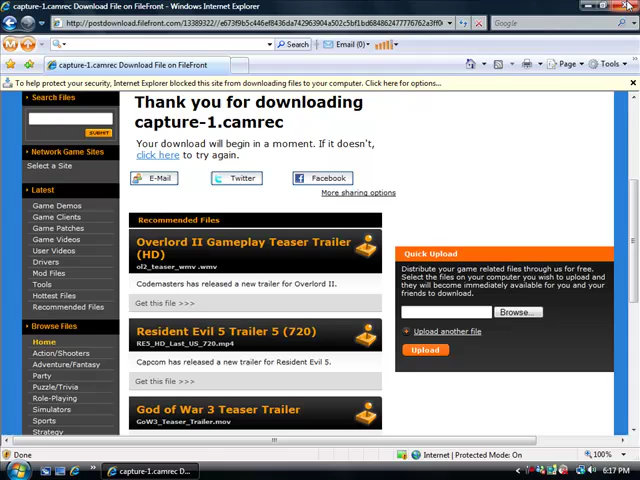 capture-1.camrec Download File on FileFront - Windows Internet Explorer
http://postdownload.filefront.com/13389322//e673f9b5c446ef8436da742963905c2c5bf1bd684862477776762a3f40
Google
Search
Email (0)
capture-1.camrec Download File on FileFront
Page
Tools
To help protect your security, Internet Explorer blocked this site from downloading files to your computer. Click here for options...
Search Files
SUBMIT
Network Game Sites
Select a Site
Latest
Game Demos
Game Clients
Game Patches
Game Videos
User Videos
Drivers
Mod Files
Tools
Hottest Files
Recommended Files
Browse Files
Home
Action/Shooters
Adventure/Fantasy
Party
Puzzle/Trivia
Role-Playing
Simulators
Sports
Strategy
Thank you for downloading
capture-1.camrec
Your download will begin in a moment. If it doesn't,
click here to try again.
E-Mail
Twitter
Facebook
More sharing options
Recommended Files
Overlord II Gameplay Teaser Trailer
(HD)
ol2_teaser_wmv .wmv
Codemasters has released a new trailer for Overlord II.
Get this file >>>
Resident Evil 5 Trailer 5 (720)
RE5_HD_Last_US_720.mp4
Capcom has released a new trailer for Resident Evil 5.
Get this file >>>
God of War 3 Teaser Trailer
GoW3_Teaser_Trailer.mov
Quick Upload
Distribute your game related files through us for free.
Select the files on your computer you wish to upload and
they will become immediately available for you and your
friends to download.
Browse...
Upload another file
Upload
Done
Internet | Protected Mode: On
100%
capture-1.camrec D...
6:17 PM